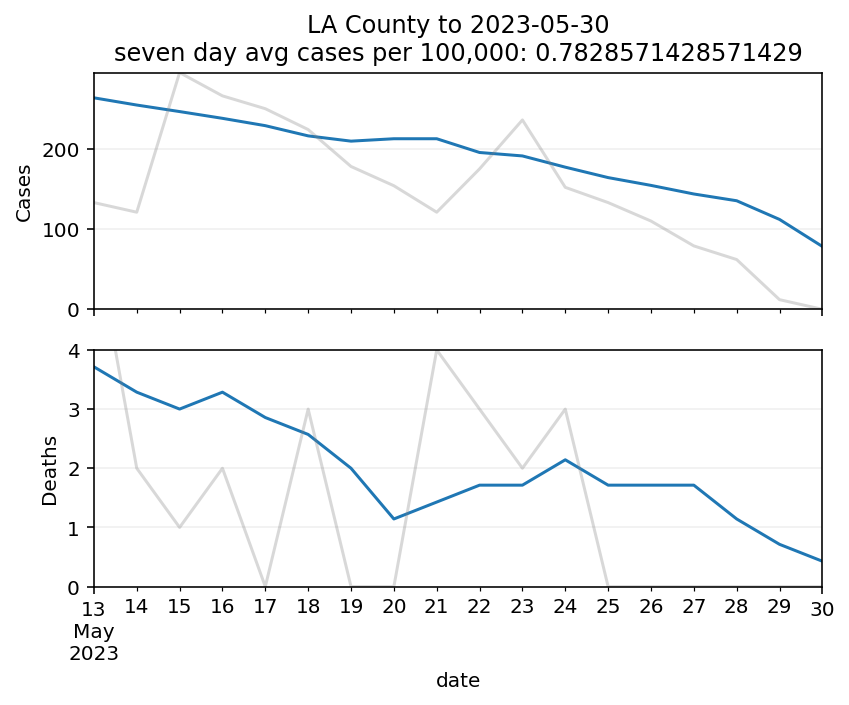 LA County to 2023-05-30
seven day avg cases per 100,000: 0.7828571428571429
200
100
0
Cases
4
3
2
1
0
Deaths
13 14 15 16 17 18 19 20 21 22 23 24 25 26 27 28 29 30
May
2023
date